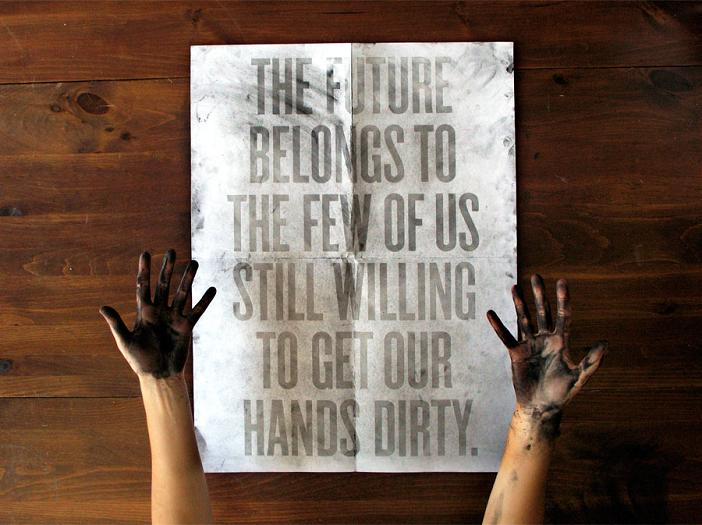 THE FUTURE
BELONGS TO
THE FEW OF US
STILL WILLING
TO GET OUR
HANDS DIRTY.